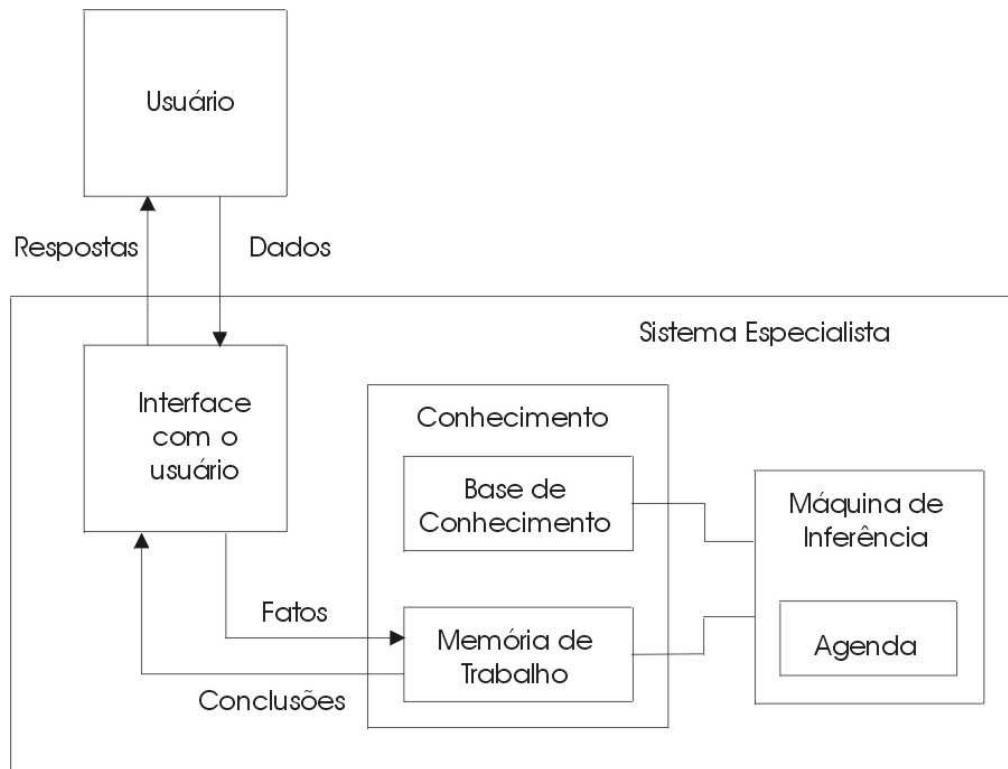 Usuário
Respostas
Dados
Sistema Especialista
Interface
com o
usuário
Conhecimento
Base de
Conhecimento
Máquina de
Inferência
Fatos
Memória de
Trabalho
Agenda
Conclusões